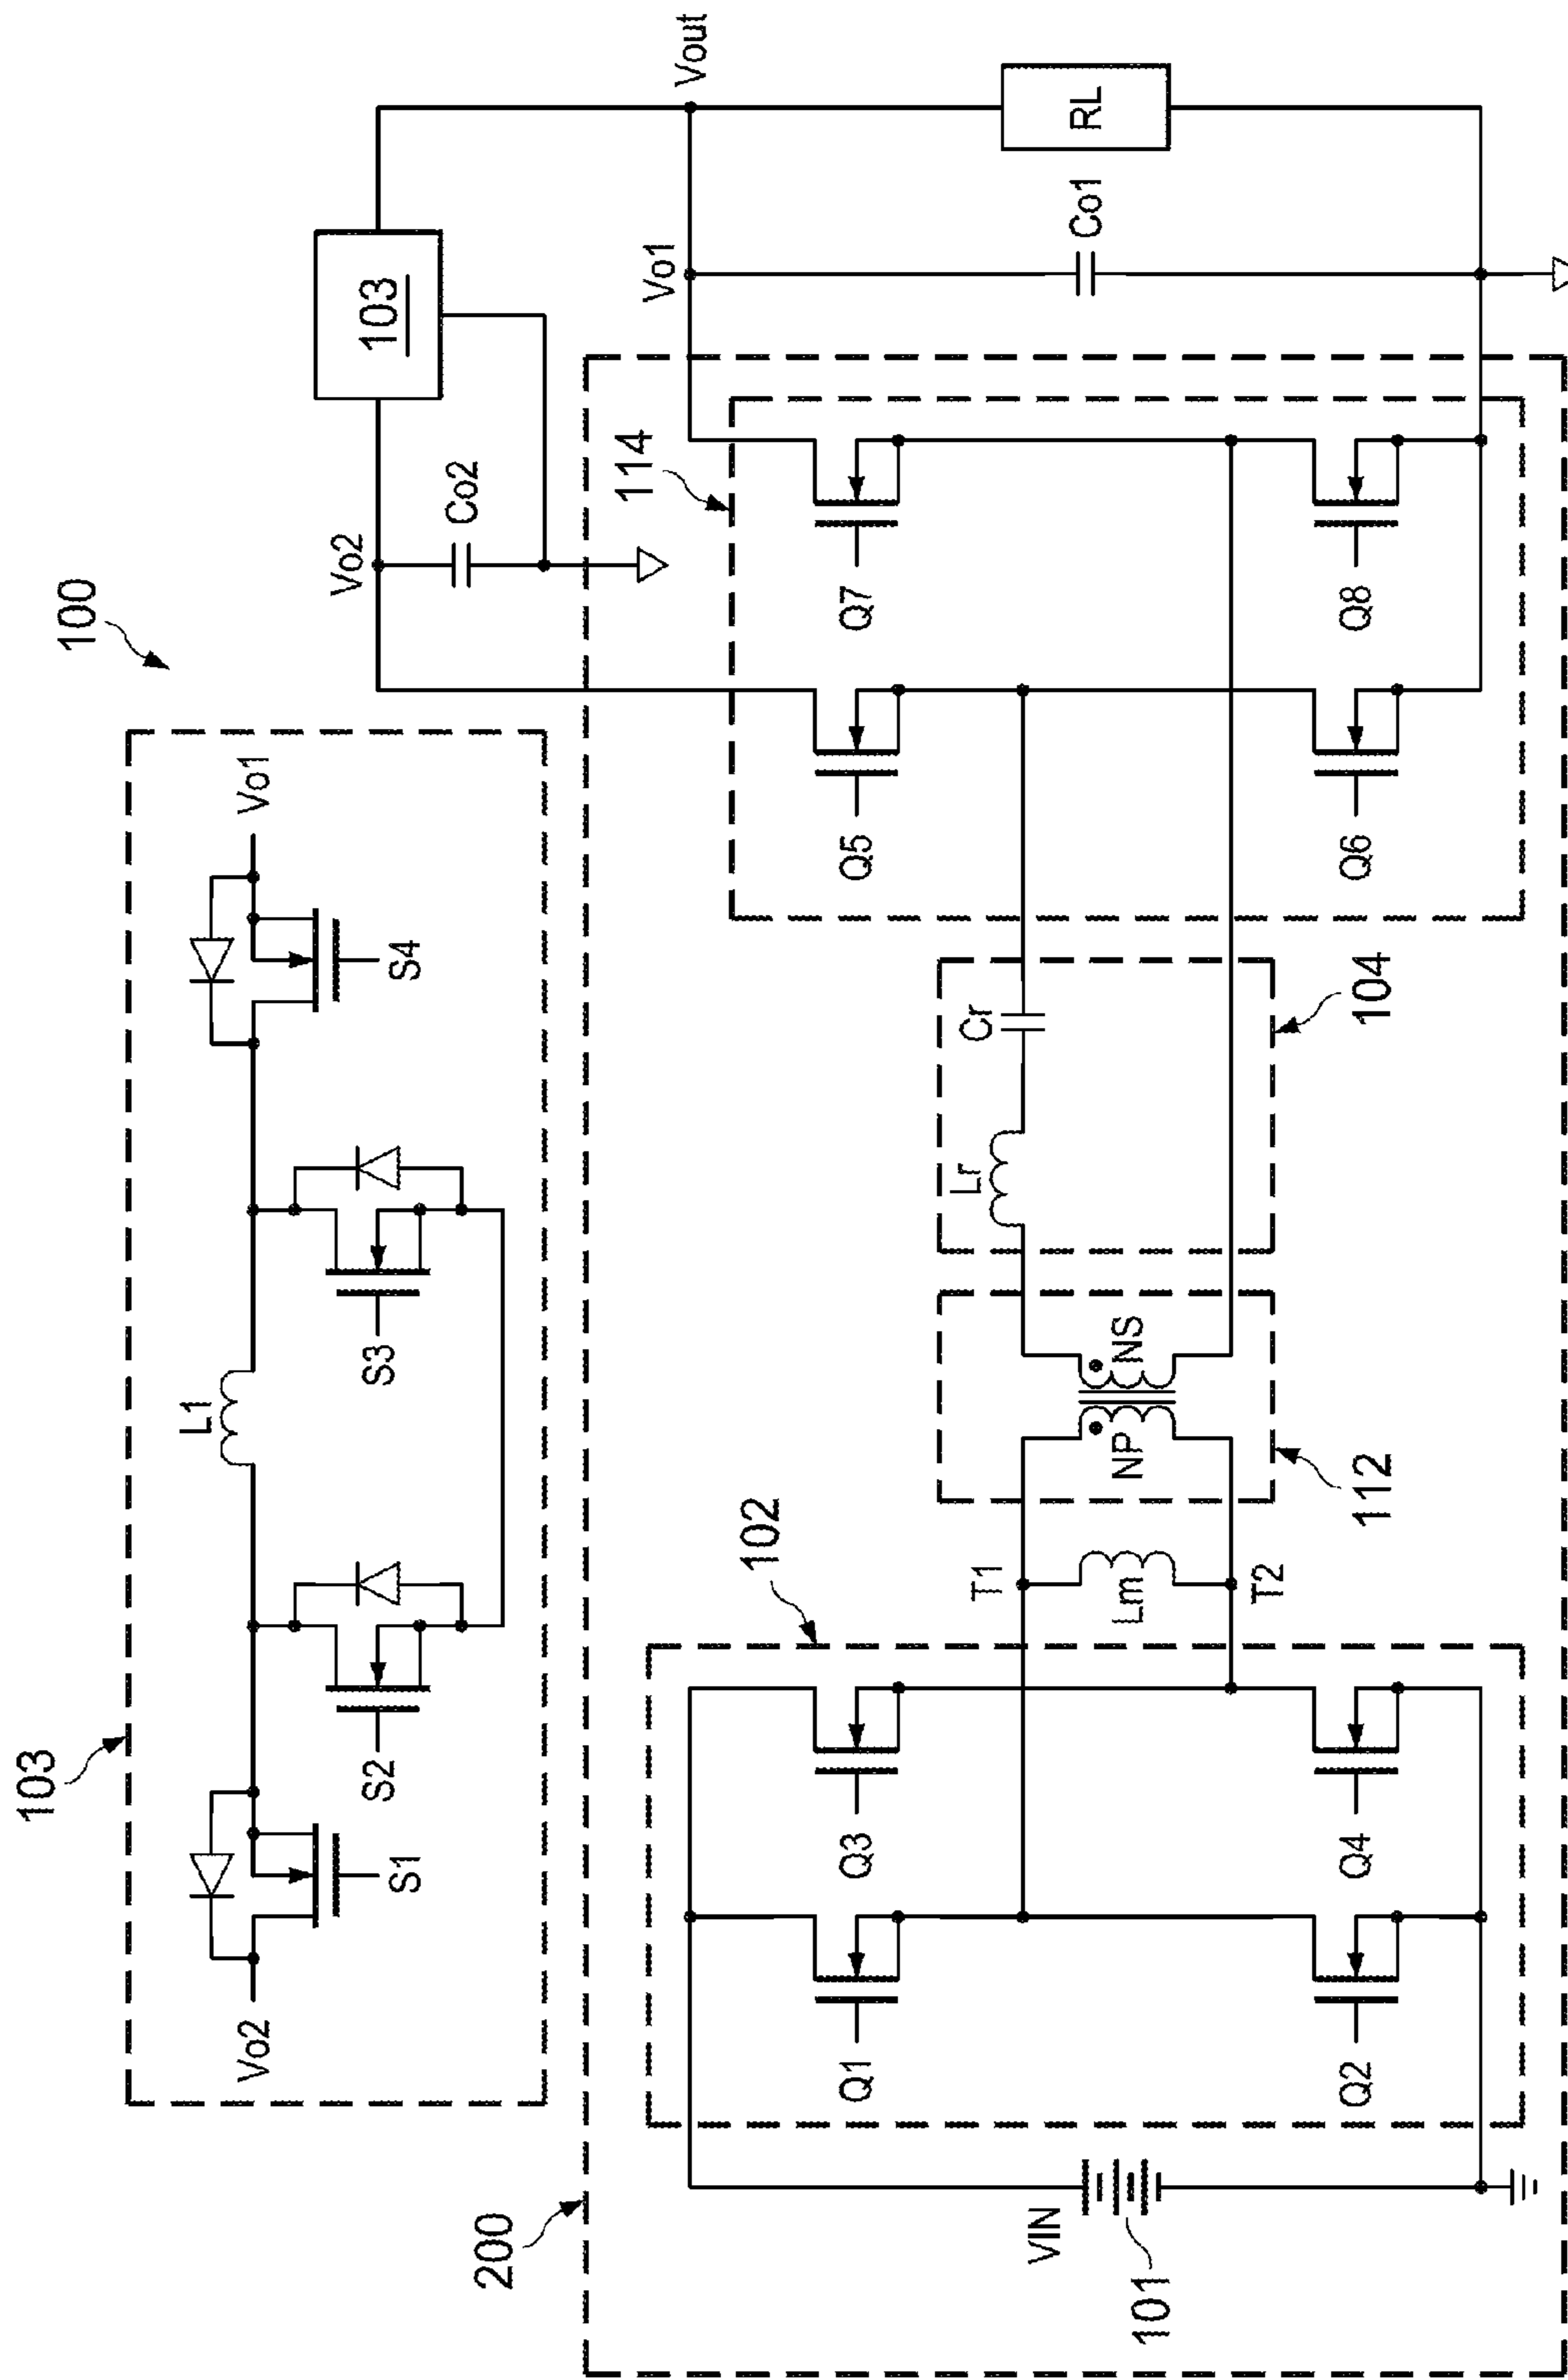 100
103
Vo2
S1
S2
L1
S3
S4
Vo1
Vo2
Co2
103
Vout
Vo1
Co1
RL
200
VIN
101
102
Q1
Q2
Q3
Q4
T1
Lm
T2
NP
NS
112
Lr
Cr
104
114
Q5
Q6
Q7
Q8